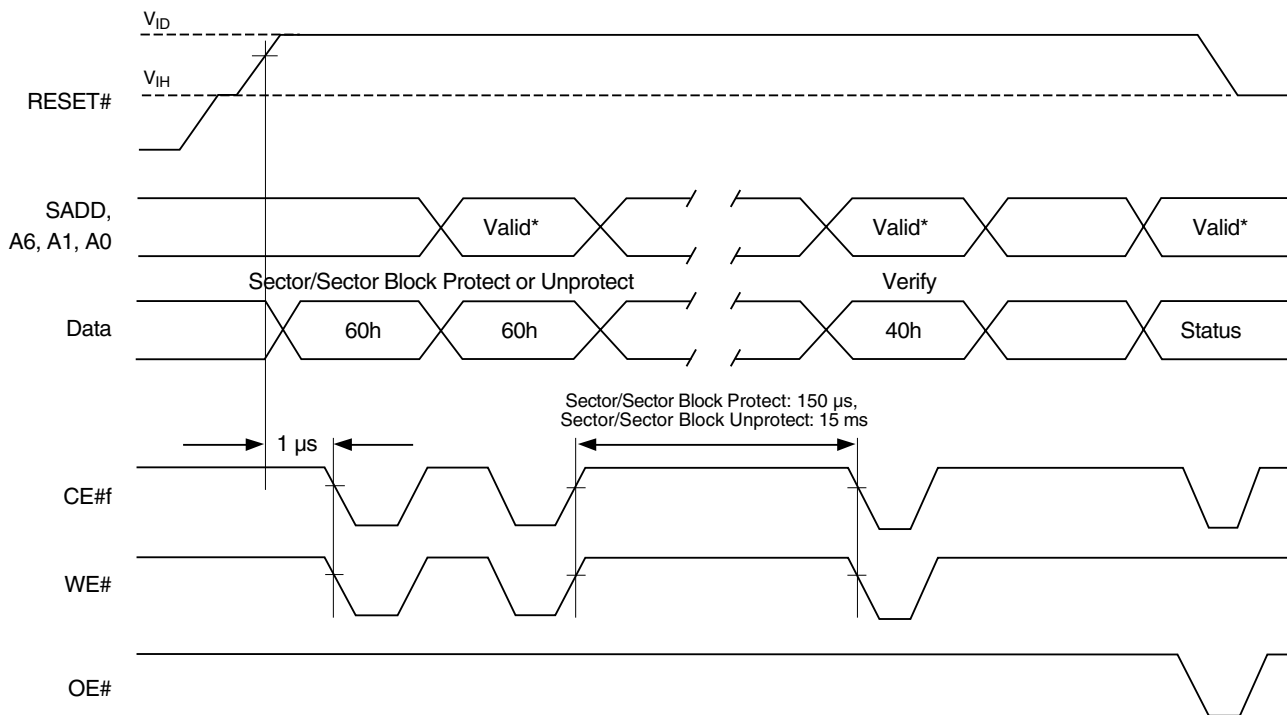 VID
VIH
RESET#
SADD,
A6, A1, A0
Valid* Valid* Valid*
Sector/Sector Block Protect or Unprotect Verify
Data 60h 60h 40h Status
Sector/Sector Block Protect: 150 µs,
Sector/Sector Block Unprotect: 15 ms
1 µs
CE#f
WE#
OE#